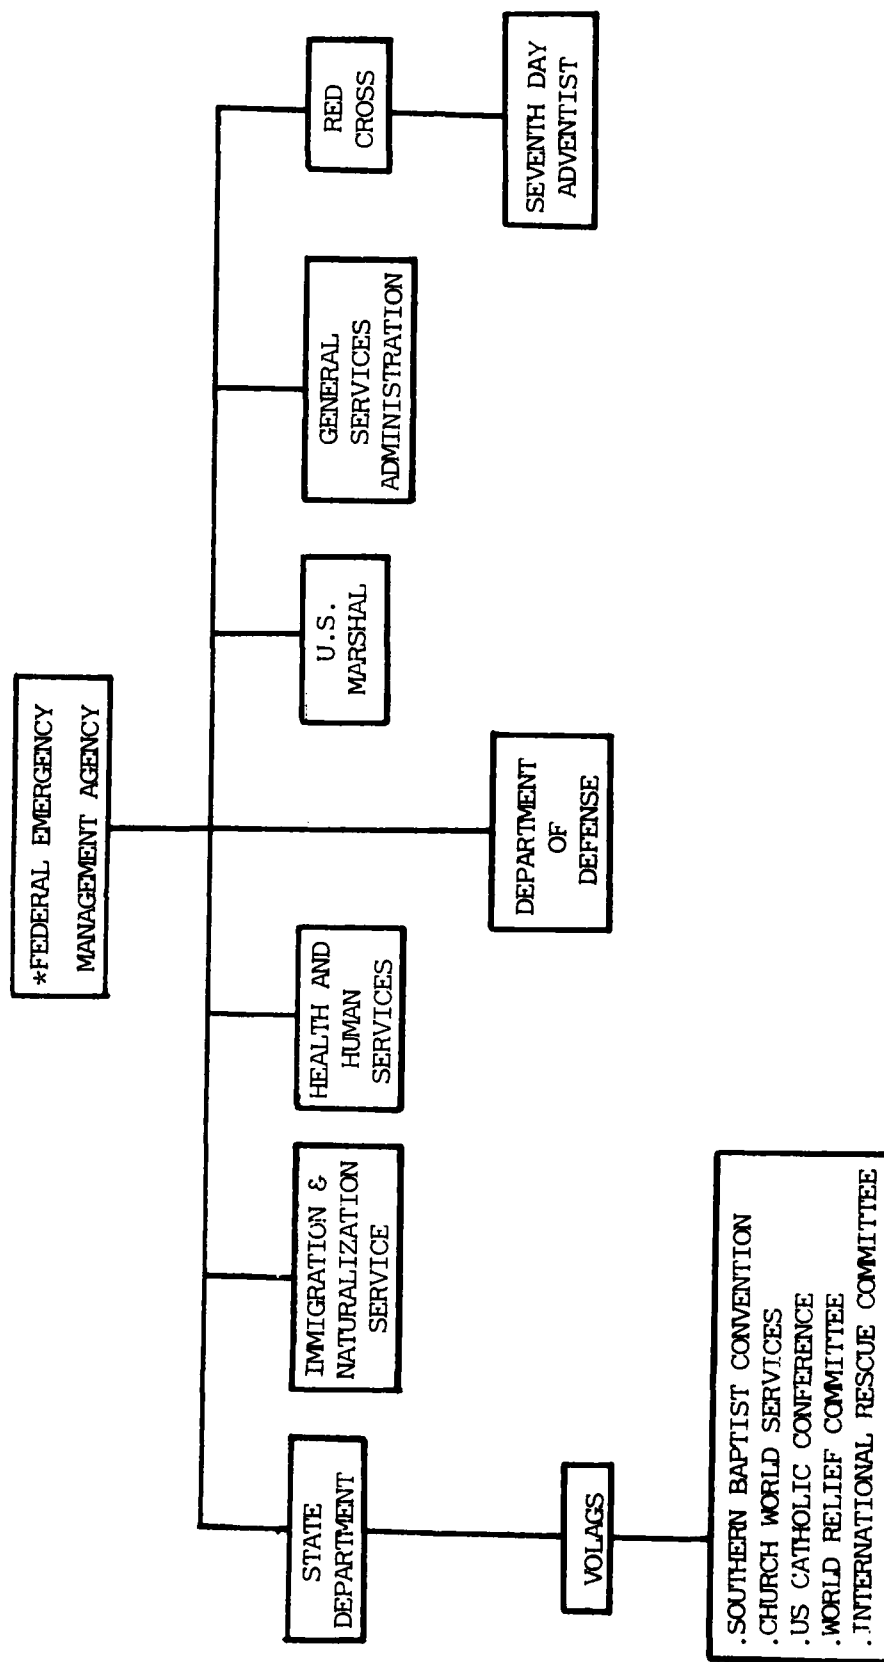 *FEDERAL EMERGENCY
MANAGEMENT AGENCY
STATE
DEPARTMENT
IMMIGRATION &
NATURALIZATION
SERVICE
HEALTH AND
HUMAN
SERVICES
U.S.
MARSHAL
GENERAL
SERVICES
ADMINISTRATION
RED
CROSS
VOLAGS
DEPARTMENT
OF
DEFENSE
SEVENTH DAY
ADVENTIST
.SOUTHERN BAPTIST CONVENTION
.CHURCH WORLD SERVICES
.US CATHOLIC CONFERENCE
.WORLD RELIEF COMMITTEE
.INTERNATIONAL RESCUE COMMITTEE